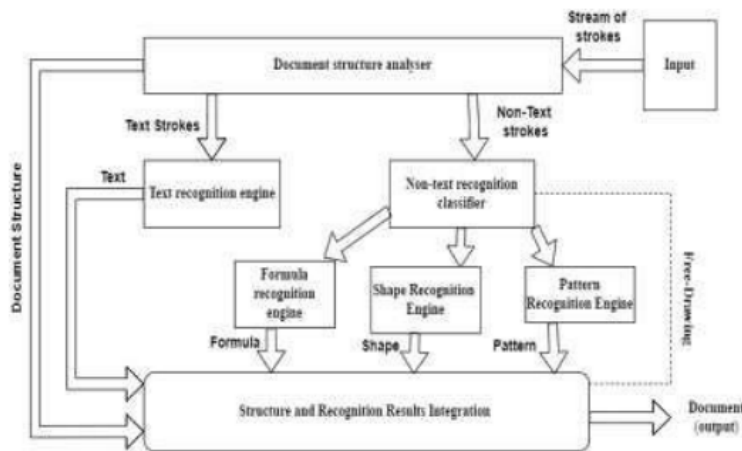 Stream of
strokes
Document structure analyser
Input
Text Strokes
Non-Text
strokes
Text
Text recognition engine
Non-text recognition
classifier
Document Structure
Free-Drawing
Formula
recognition
engine
Shape Recognition
Engine
Pattern
Recognition Engine
Formula
Shape
Pattern
Structure and Recognition Results Integration
Document
(output)